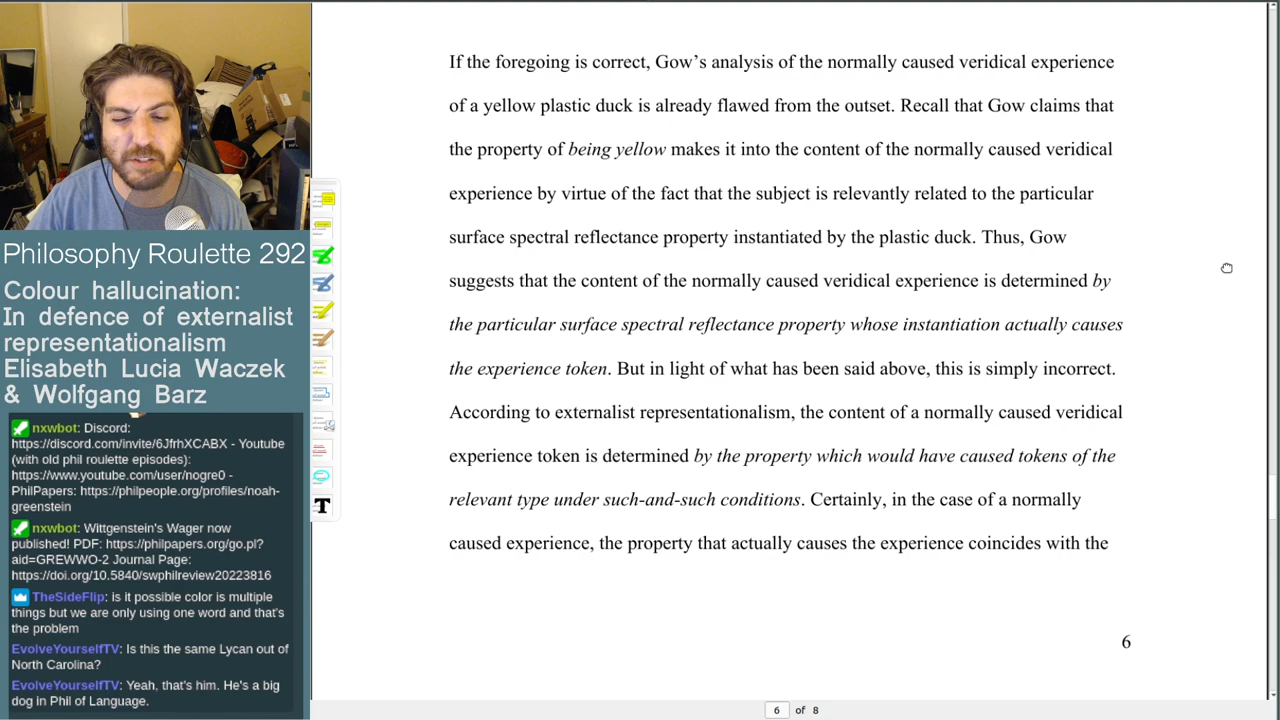 Philosophy Roulette 292
Colour hallucination:
In defence of externalist
representationalism
Elisabeth Lucia Waczek
& Wolfgang Barz
nxwbot: Discord:
https://discord.com/invite/6JfrhXCABX - Youtube
(with old phil roulette episodes):
https://www.youtube.com/user/nogre0 -
PhilPapers: https://philpeople.org/profiles/noah-
greenstein
nxwbot: Wittgenstein's Wager now
published! PDF: https://philpapers.org/go.pl?
aid=GREWWO-2 Journal Page:
https://doi.org/10.5840/swphilreview20223816
TheSideFlip: is it possible color is multiple
things but we are only using one word and that's
the problem
EvolveYourselfTV: Is this the same Lycan out of
North Carolina?
EvolveYourselfTV: Yeah, that's him. He's a big
dog in Phil of Language.
T
If the foregoing is correct, Gow's analysis of the normally caused veridical experience
of a yellow plastic duck is already flawed from the outset. Recall that Gow claims that
the property of being yellow makes it into the content of the normally caused veridical
experience by virtue of the fact that the subject is relevantly related to the particular
surface spectral reflectance property instantiated by the plastic duck. Thus, Gow
suggests that the content of the normally caused veridical experience is determined by
the particular surface spectral reflectance property whose instantiation actually causes
the experience token. But in light of what has been said above, this is simply incorrect.
According to externalist representationalism, the content of a normally caused veridical
experience token is determined by the property which would have caused tokens of the
relevant type under such-and-such conditions. Certainly, in the case of a normally
caused experience, the property that actually causes the experience coincides with the
6
6 of 8